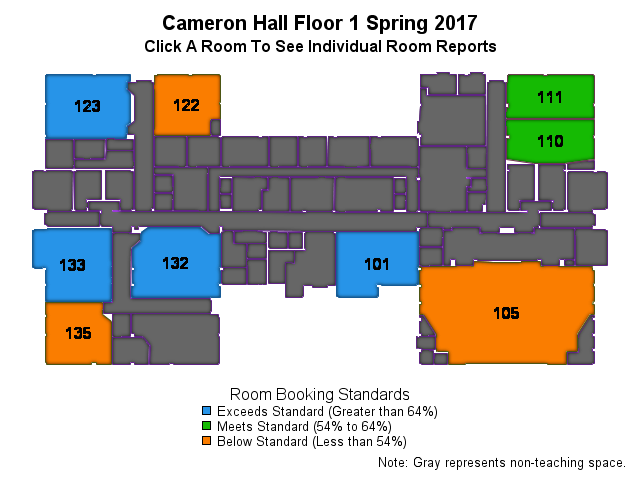 Cameron Hall Floor 1 Spring 2017
Click A Room To See Individual Room Reports
123
122
111
110
133
132
101
105
135
Room Booking Standards
Exceeds Standard (Greater than 64%)
Meets Standard (54% to 64%)
Below Standard (Less than 54%)
Note: Gray represents non-teaching space.